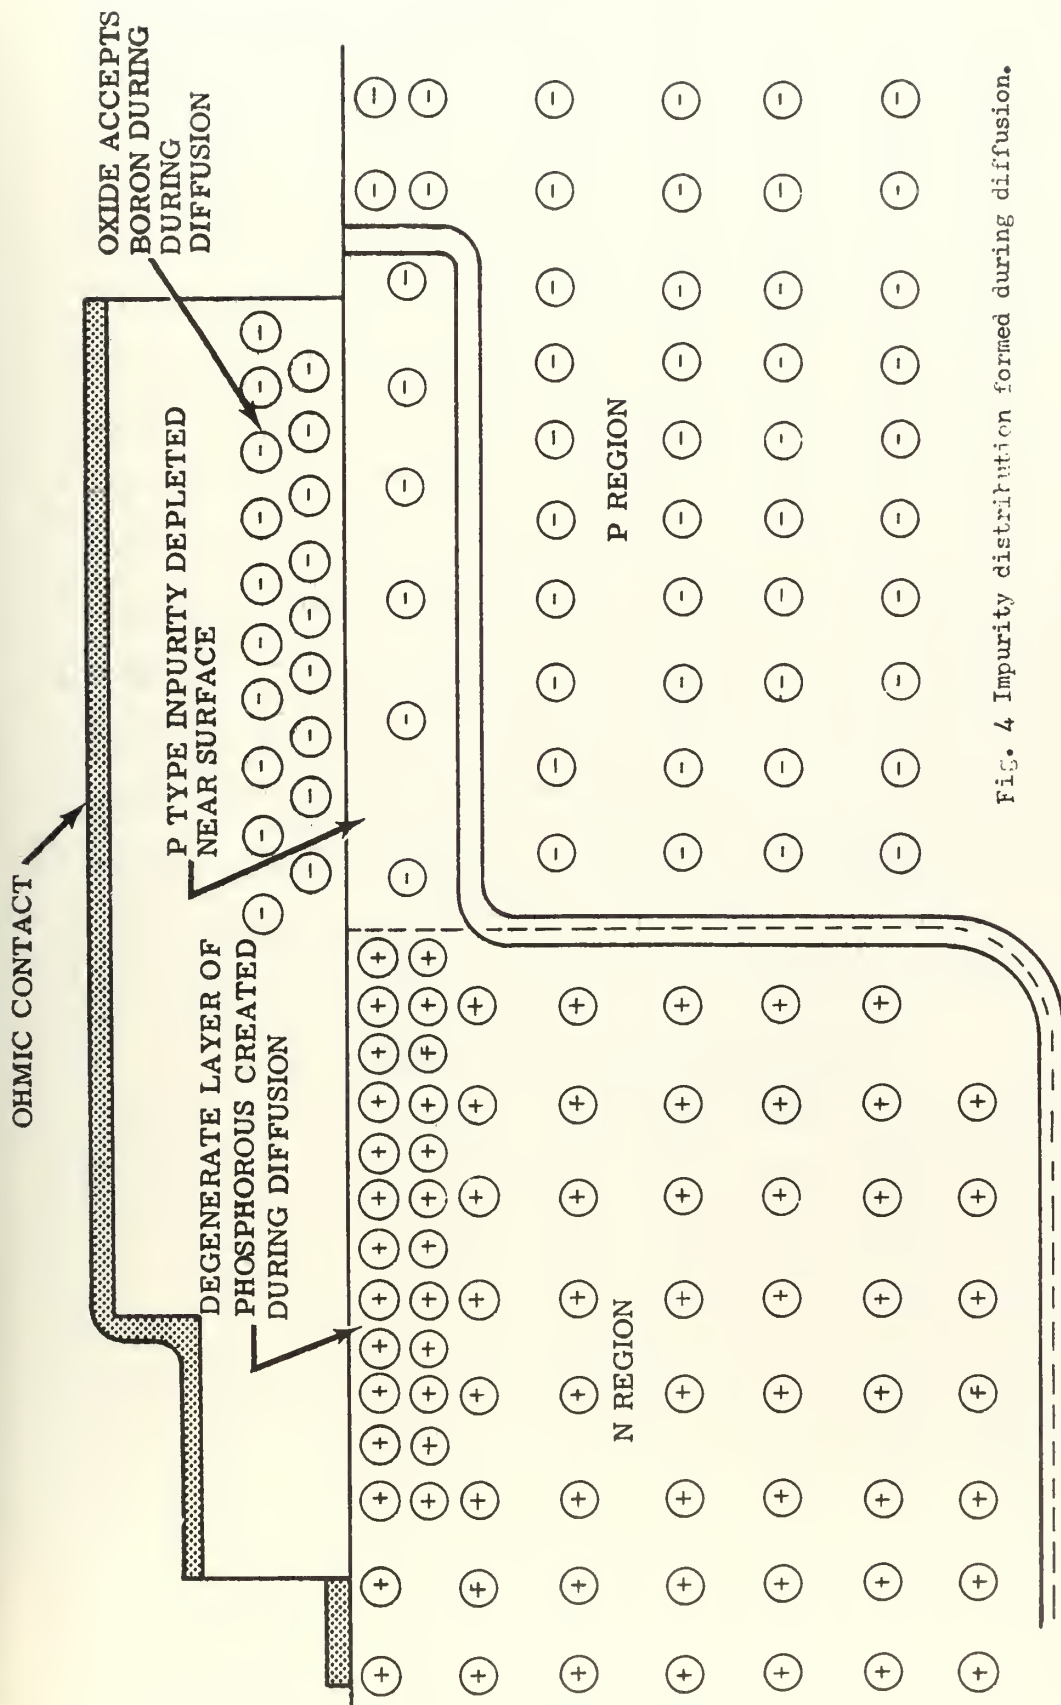 OHMIC CONTACT
OXIDE ACCEPTS
BORON DURING
DURING
DIFFUSION
P TYPE INPURITY DEPLETED
NEAR SURFACE
DEGENERATE LAYER OF
PHOSPHOROUS CREATED
DURING DIFFUSION
P REGION
N REGION
Fig. 4 Impurity distribution formed during diffusion.